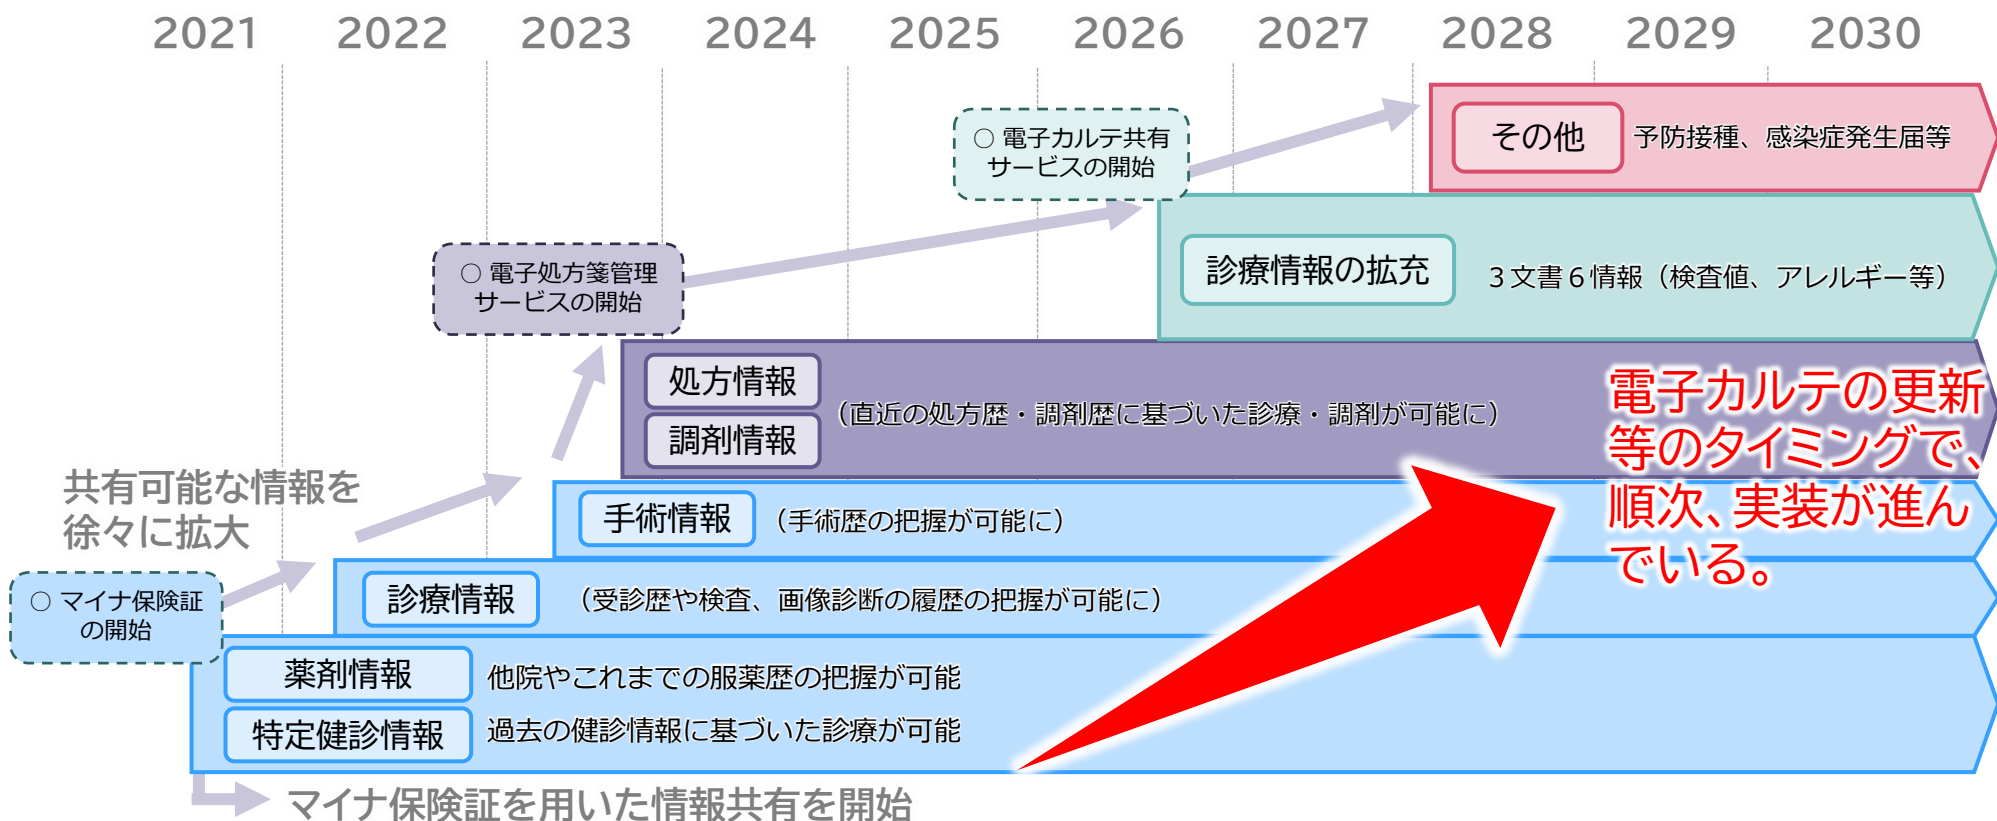 2021 2022 2023 2024 2025 2026 2027 2028 2029 2030
その他 予防接種、感染症発生届等
○ 電子カルテ共有
サービスの開始
診療情報の拡充 3文書6情報（検査値、アレルギー等）
○ 電子処方箋管理
サービスの開始
処方情報
調剤情報
（直近の処方歴・調剤歴に基づいた診療・調剤が可能に）
電子カルテの更新
等のタイミングで、
順次、実装が進ん
でいる。
共有可能な情報を
徐々に拡大
手術情報 （手術歴の把握が可能に）
○ マイナ保険証
の開始
診療情報 （受診歴や検査、画像診断の履歴の把握が可能に）
薬剤情報 他院やこれまでの服薬歴の把握が可能
特定健診情報 過去の健診情報に基づいた診療が可能
マイナ保険証を用いた情報共有を開始